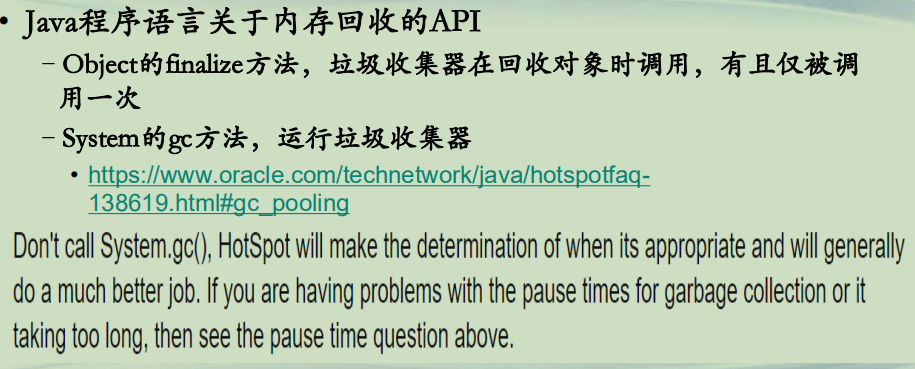 • Java程序语言关于内存回收的API
– Object的finalize方法，垃圾收集器在回收对象时调用，有且仅被调
用一次
– System的gc方法，运行垃圾收集器
• https://www.oracle.com/technetwork/java/hotspotfaq-
138619.html#gc_pooling
Don't call System.gc(), HotSpot will make the determination of when its appropriate and will generally
do a much better job. If you are having problems with the pause times for garbage collection or it
taking too long, then see the pause time question above.